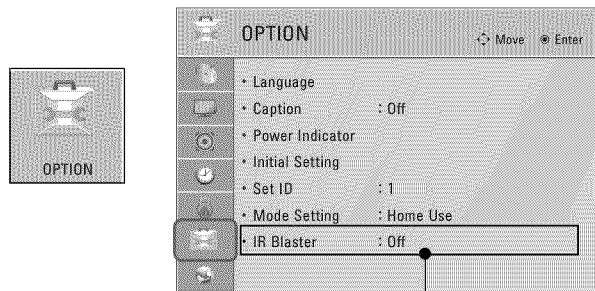 OPTION
OPTION
Move Enter
• Language
• Caption : Off
• Power Indicator
• Initial Setting
• Set ID : 1
• Mode Setting : Home Use
• IR Blaster : Off